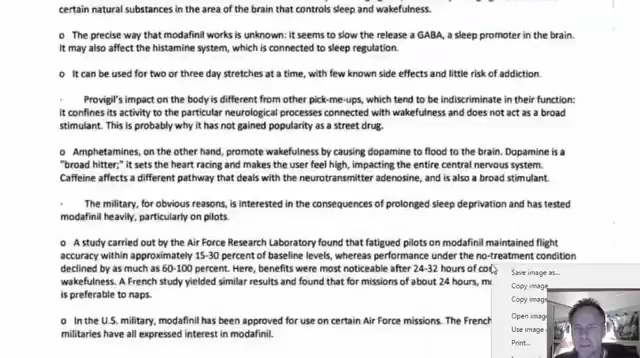 certain natural substances in the area of the brain that controls sleep and wakefulness.
o The precise way that modafinil works is unknown: it seems to slow the release a GABA, a sleep promoter in the brain.
It may also affect the histamine system, which is connected to sleep regulation.
o It can be used for two or three day stretches at a time, with few known side effects and little risk of addiction.
· Provigil's impact on the body is different from other pick-me-ups, which tend to be indiscriminate in their function:
it confines its activity to the particular neurological processes connected with wakefulness and does not act as a broad
stimulant. This is probably why it has not gained popularity as a street drug.
o Amphetamines, on the other hand, promote wakefulness by causing dopamine to flood to the brain. Dopamine is a
"broad hitter;" it sets the heart racing and makes the user feel high, impacting the entire central nervous system.
Caffeine affects a different pathway that deals with the neurotransmitter adenosine, and is also a broad stimulant.
· The military, for obvious reasons, is interested in the consequences of prolonged sleep deprivation and has tested
modafinil heavily, particularly on pilots.
o A study carried out by the Air Force Research Laboratory found that fatigued pilots on modafinil maintained flight
accuracy within approximately 15-30 percent of baseline levels, whereas performance under the no-treatment condition
declined by as much as 60-100 percent. Here, benefits were most noticeable after 24-32 hours of co
wakefulness. A French study yielded similar results and found that for missions of about 24 hours, m
is preferable to naps.
o In the U.S. military, modafinil has been approved for use on certain Air Force missions. The French
militaries have all expressed interest in modafinil.
Save image as...
Copy image
Copy imag
Open imag
Use image
Print...